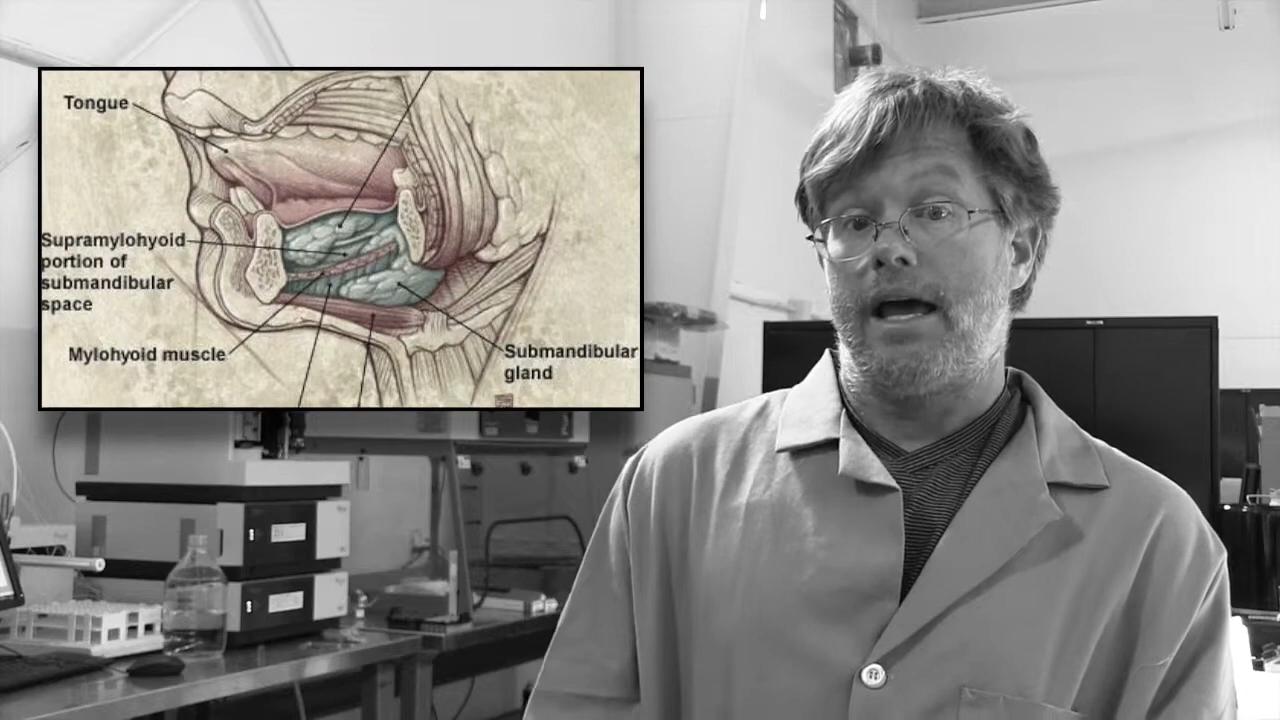 Tongue
Supramylohyoid
portion of
submandibular
space
Mylohyoid muscle
Submandibular
gland